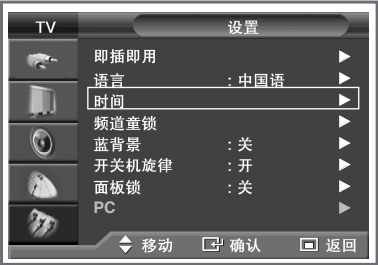 TV 设置
即插即用
语言 : 中国语
时间
频道童锁
蓝背景 : 关
开关机旋律 : 开
面板锁 : 关
PC
移动 确认 返回